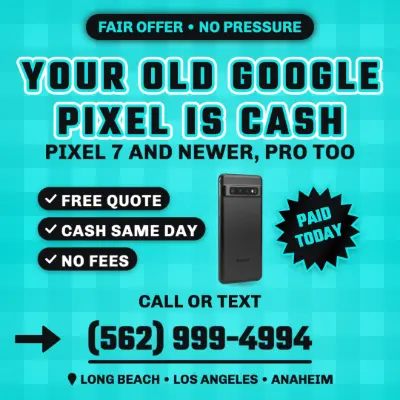 FAIR OFFER • NO PRESSURE
YOUR OLD GOOGLE
PIXEL IS CASH
PIXEL 7 AND NEWER, PRO TOO
✓ FREE QUOTE
✓ CASH SAME DAY
✓ NO FEES
PAID
TODAY
CALL OR TEXT
(562) 999-4994
LONG BEACH • LOS ANGELES • ANAHEIM